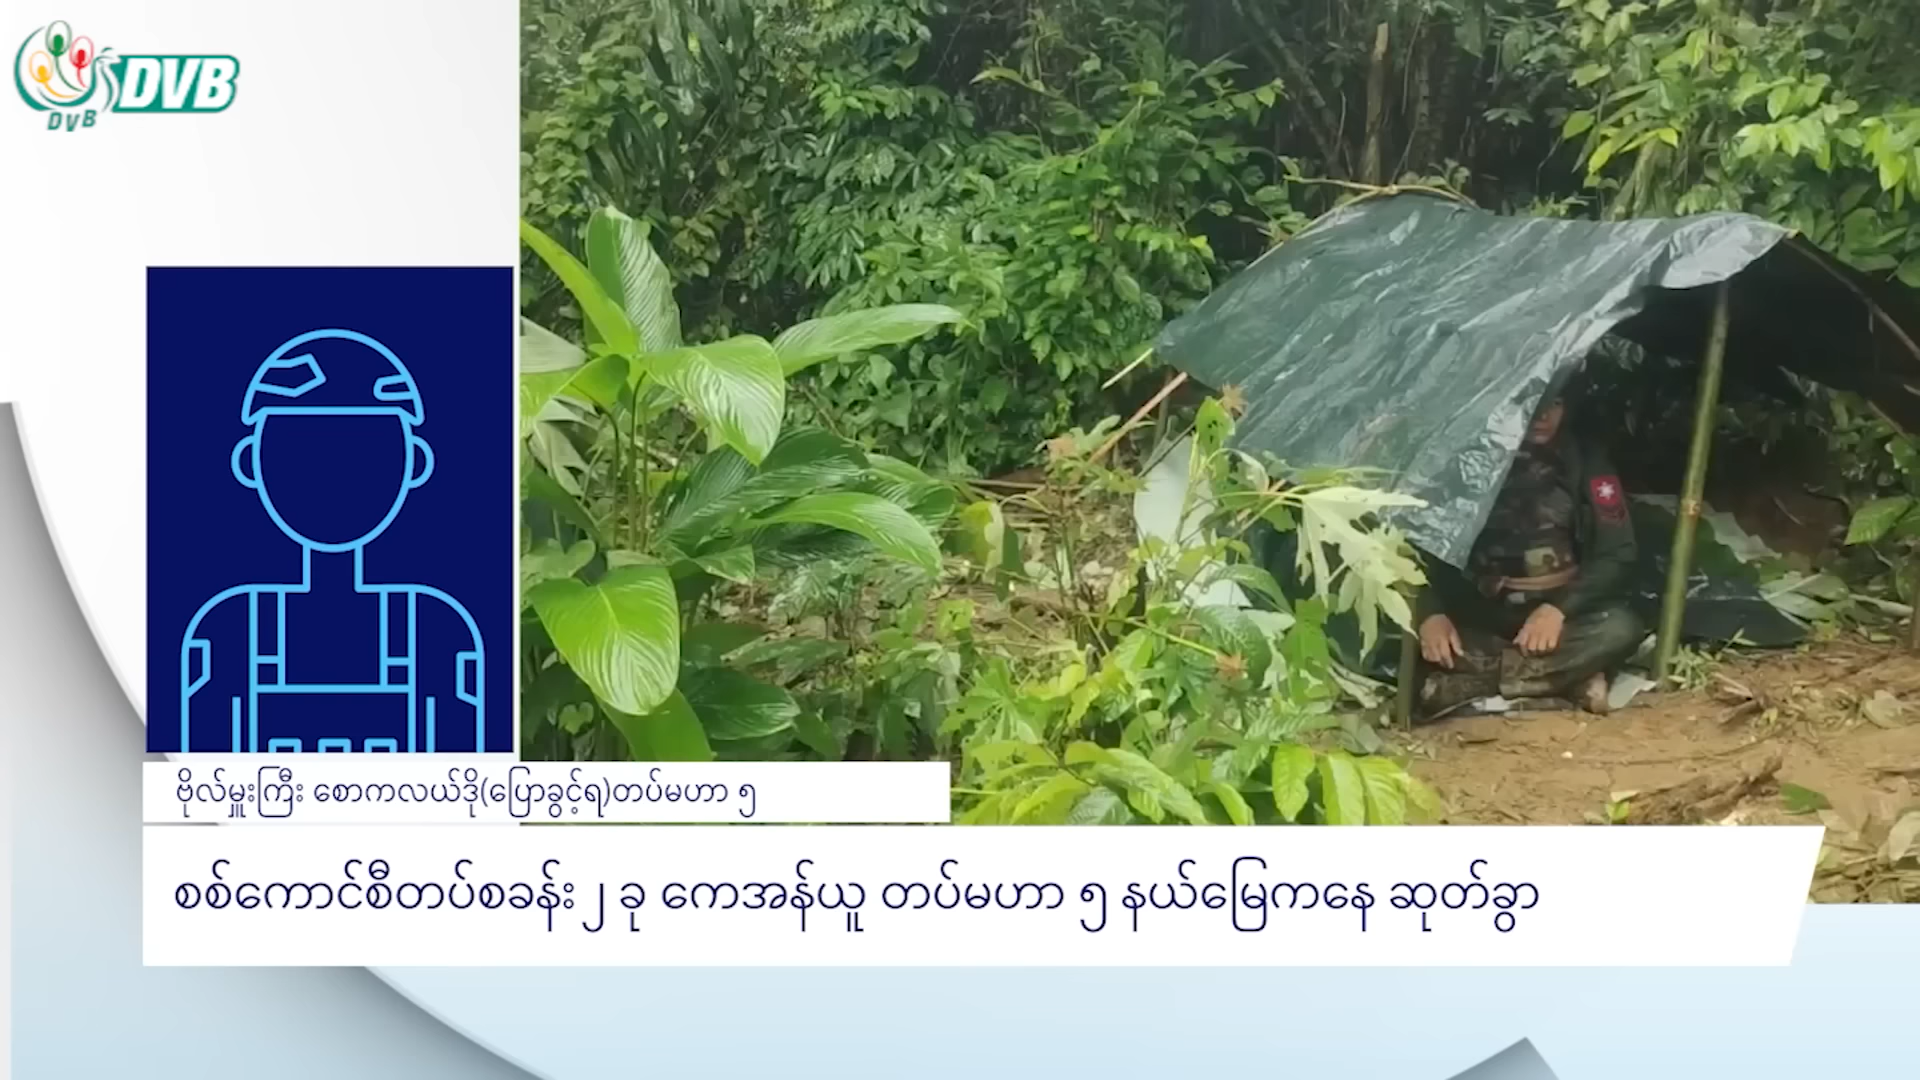 DVB
DVB
ဗိုလ်မှူးကြီး စောကလယ်ဒို(ပြောခွင့်ရ)တပ်မဟာ ၅
စစ်ကောင်စီတပ်စခန်း ၂ ခု ကေအန်ယူ တပ်မဟာ ၅ နယ်မြေကနေ ဆုတ်ခွာ